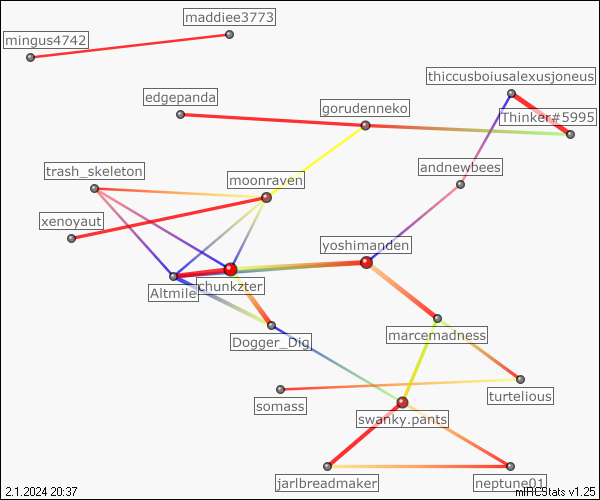 maddiee3773
mingus4742
thiccusboiusalexusjoneus
edgepanda
gorudenneko
Thinker#5995
trash_skeleton
moonraven
andnewbees
xenoyaut
yoshimanden
Altmile
chunkzter
Dogger_Dig
marcemadness
somass
turtelious
swanky.pants
jarlbreadmaker
neptune01
2.1.2024 20:37
mIRCStats v1.25